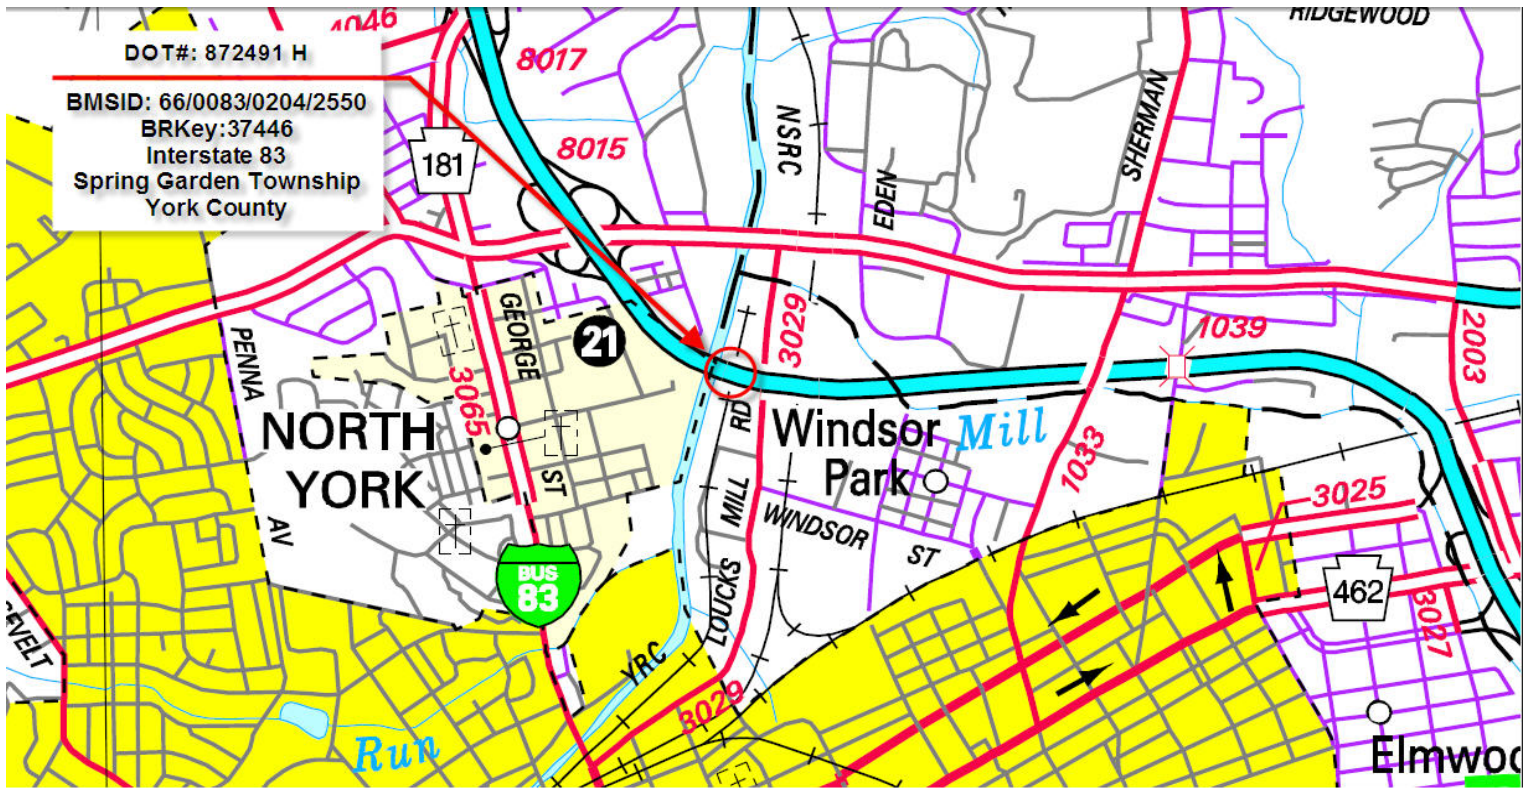 RIDGEWOOD
4046
DOT#: 872491 H
BMSID: 66/0083/0204/2550
BRKey:37446
Interstate 83
Spring Garden Township
York County
8017
8015
181
NSRC
EDEN
SHERMAN
GEORGE
21
3029
1039
2003
PENNA
3065
NORTH
YORK
RD
Windsor
Park
Mill
1033
ST
AV
MILL
WINDSOR
ST
3025
BUS
83
LOUCKS
462
3027
YRC
3029
Run